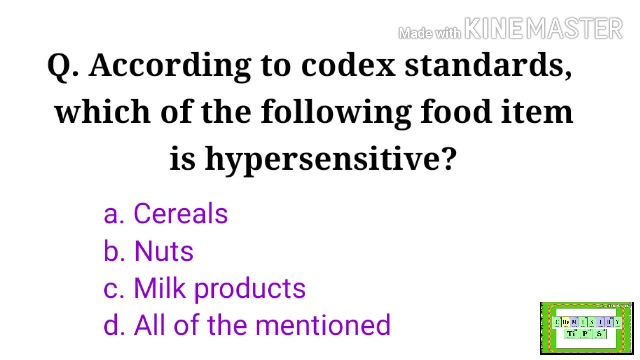 Made with KINEMASTER
Q. According to codex standards,
which of the following food item
is hypersensitive?
a. Cereals
b. Nuts
c. Milk products
d. All of the mentioned